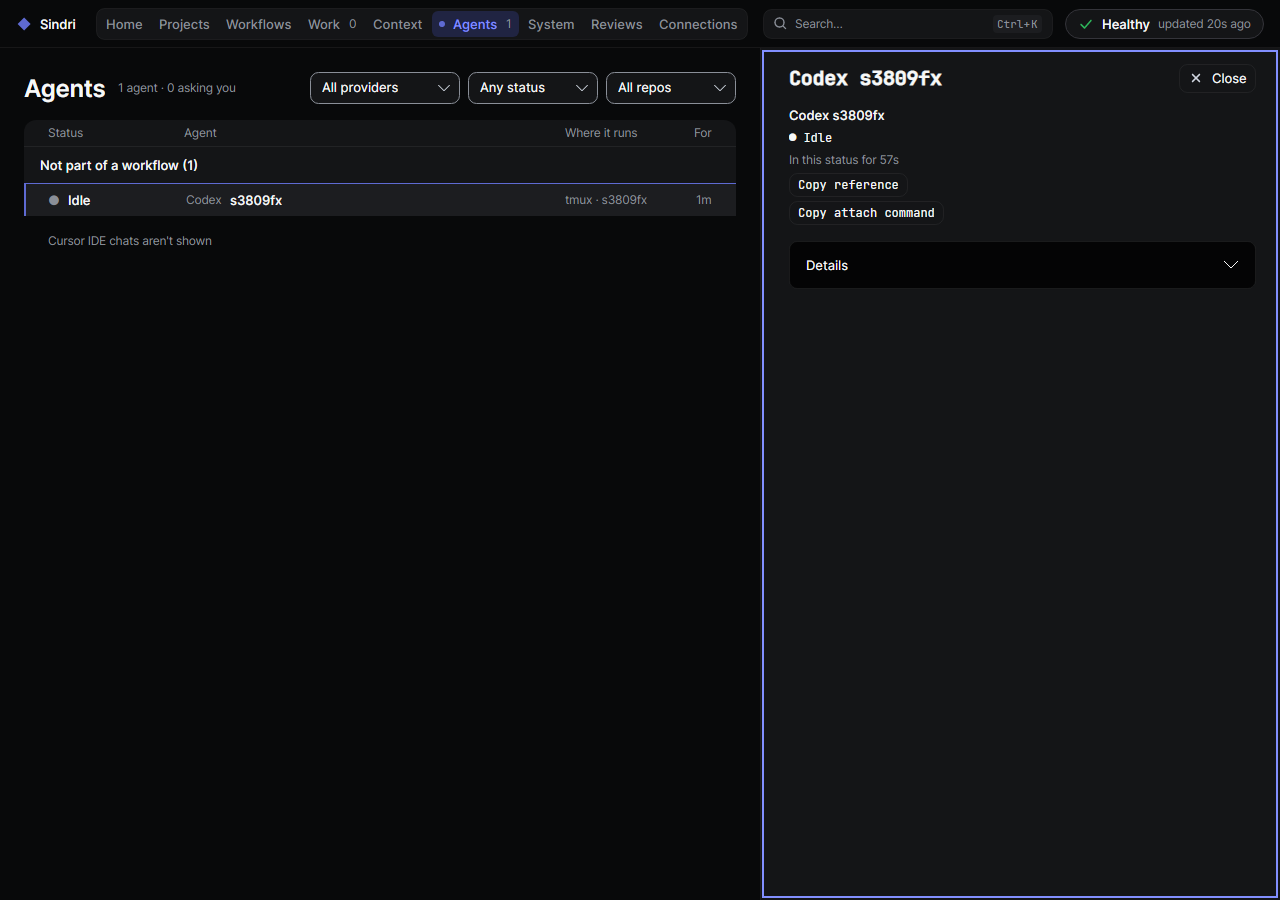 Sindri Home Projects Workflows Work 0 Context Agents 1 System Reviews Connections Search... Ctrl+K Healthy updated 20s ago
Agents 1 agent · 0 asking you All providers Any status All repos
Status Agent Where it runs For
Not part of a workflow (1)
Idle Codex s3809fx tmux · s3809fx 1m
Cursor IDE chats aren't shown
Codex s3809fx Close
Codex s3809fx
Idle
In this status for 57s
Copy reference
Copy attach command
Details